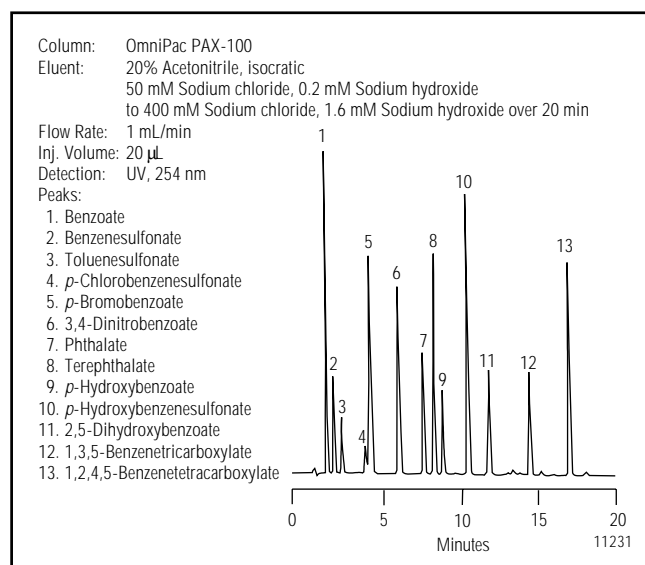 Column: OmniPac PAX-100
Eluent: 20% Acetonitrile, isocratic
50 mM Sodium chloride, 0.2 mM Sodium hydroxide
to 400 mM Sodium chloride, 1.6 mM Sodium hydroxide over 20 min
Flow Rate: 1 mL/min
Inj. Volume: 20 µL
Detection: UV, 254 nm
Peaks:
1. Benzoate
2. Benzenesulfonate
3. Toluenesulfonate
4. p-Chlorobenzesulfonate
5. p-Bromobenzoate
6. 3,4-Dinitrobenzoate
7. Phthalate
8. Terephthalate
9. p-Hydroxybenzoate
10. p-Hydroxybenzenesulfonate
11. 2,5-Dihydroxybenzoate
12. 1,3,5-Benzenetricarboxylate
13. 1,2,4,5-Benzenetetracarboxylate
1
2
3
4
5
6
7
8
9
10
11
12
13
0 5 10 15 20
Minutes
11231